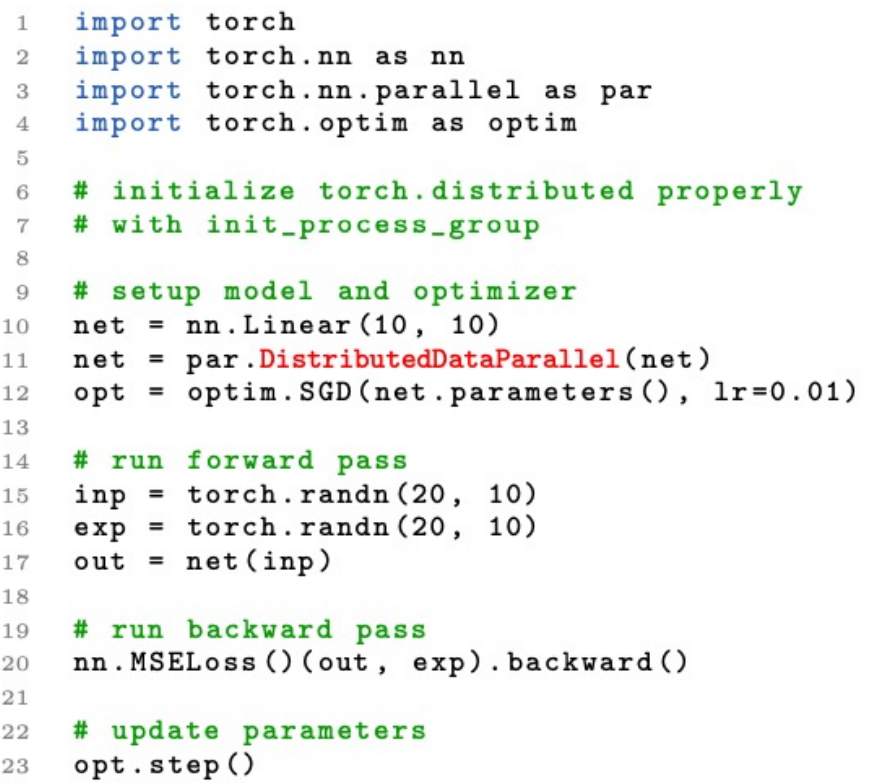 1 import torch
2 import torch.nn as nn
3 import torch.nn.parallel as par
4 import torch.optim as optim
5
6 # initialize torch.distributed properly
7 # with init_process_group
8
9 # setup model and optimizer
10 net = nn.Linear(10, 10)
11 net = par.DistributedDataParallel(net)
12 opt = optim.SGD(net.parameters(), lr=0.01)
13
14 # run forward pass
15 inp = torch.randn(20, 10)
16 exp = torch.randn(20, 10)
17 out = net(inp)
18
19 # run backward pass
20 nn.MSELoss()(out, exp).backward()
21
22 # update parameters
23 opt.step()